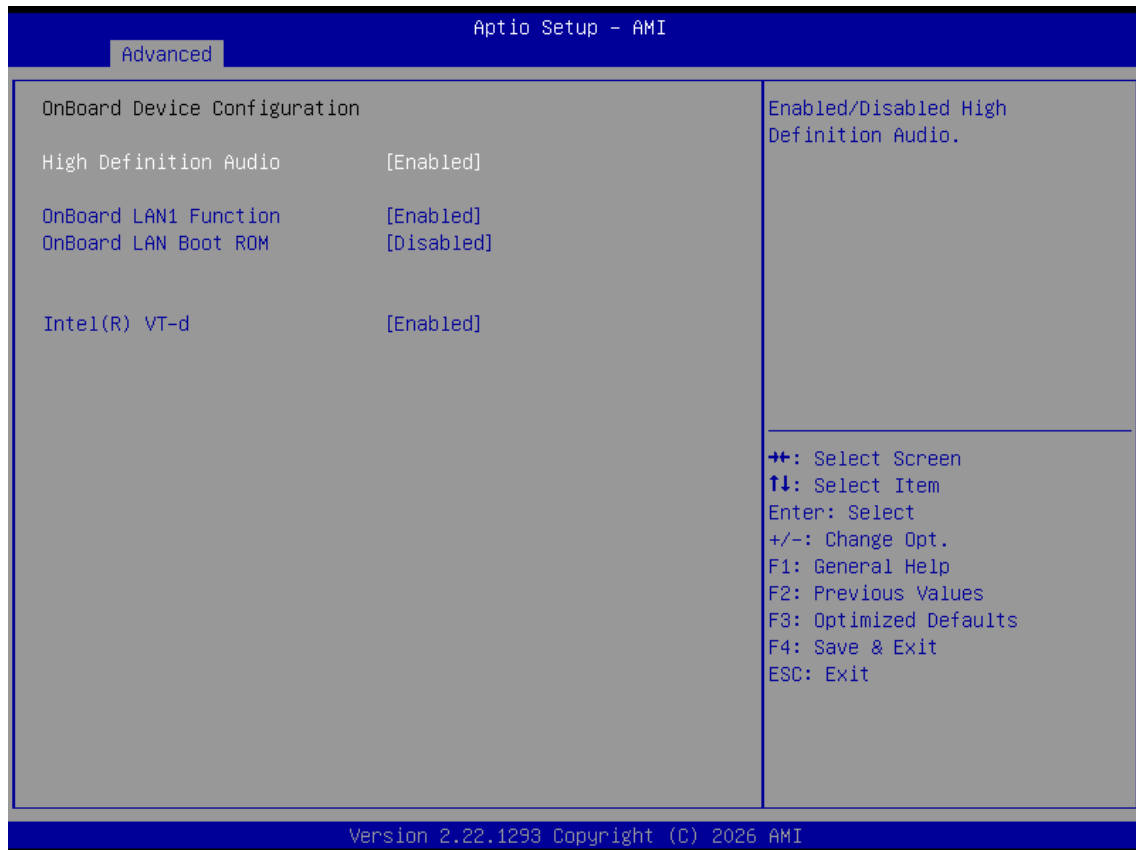 Aptio Setup – AMI
Advanced
OnBoard Device Configuration
High Definition Audio [Enabled]
OnBoard LAN1 Function [Enabled]
OnBoard LAN Boot ROM [Disabled]
Intel(R) VT-d [Enabled]
Enabled/Disabled High
Definition Audio.
→←: Select Screen
↑↓: Select Item
Enter: Select
+/-: Change Opt.
F1: General Help
F2: Previous Values
F3: Optimized Defaults
F4: Save & Exit
ESC: Exit
Version 2.22.1293 Copyright (C) 2026 AMI